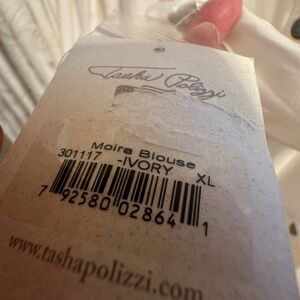 Tasha Polizzi
Moira Blouse
301117 -IVORY XL
7 92580 02864 1
www.tashapolizzi.com